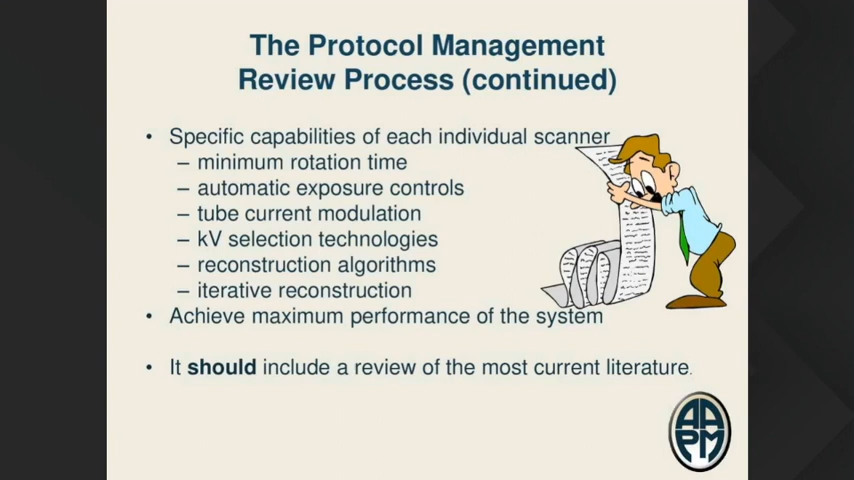 The Protocol Management
Review Process (continued)
• Specific capabilities of each individual scanner
– minimum rotation time
– automatic exposure controls
– tube current modulation
– kV selection technologies
– reconstruction algorithms
– iterative reconstruction
• Achieve maximum performance of the system
• It should include a review of the most current literature.
AA
PM